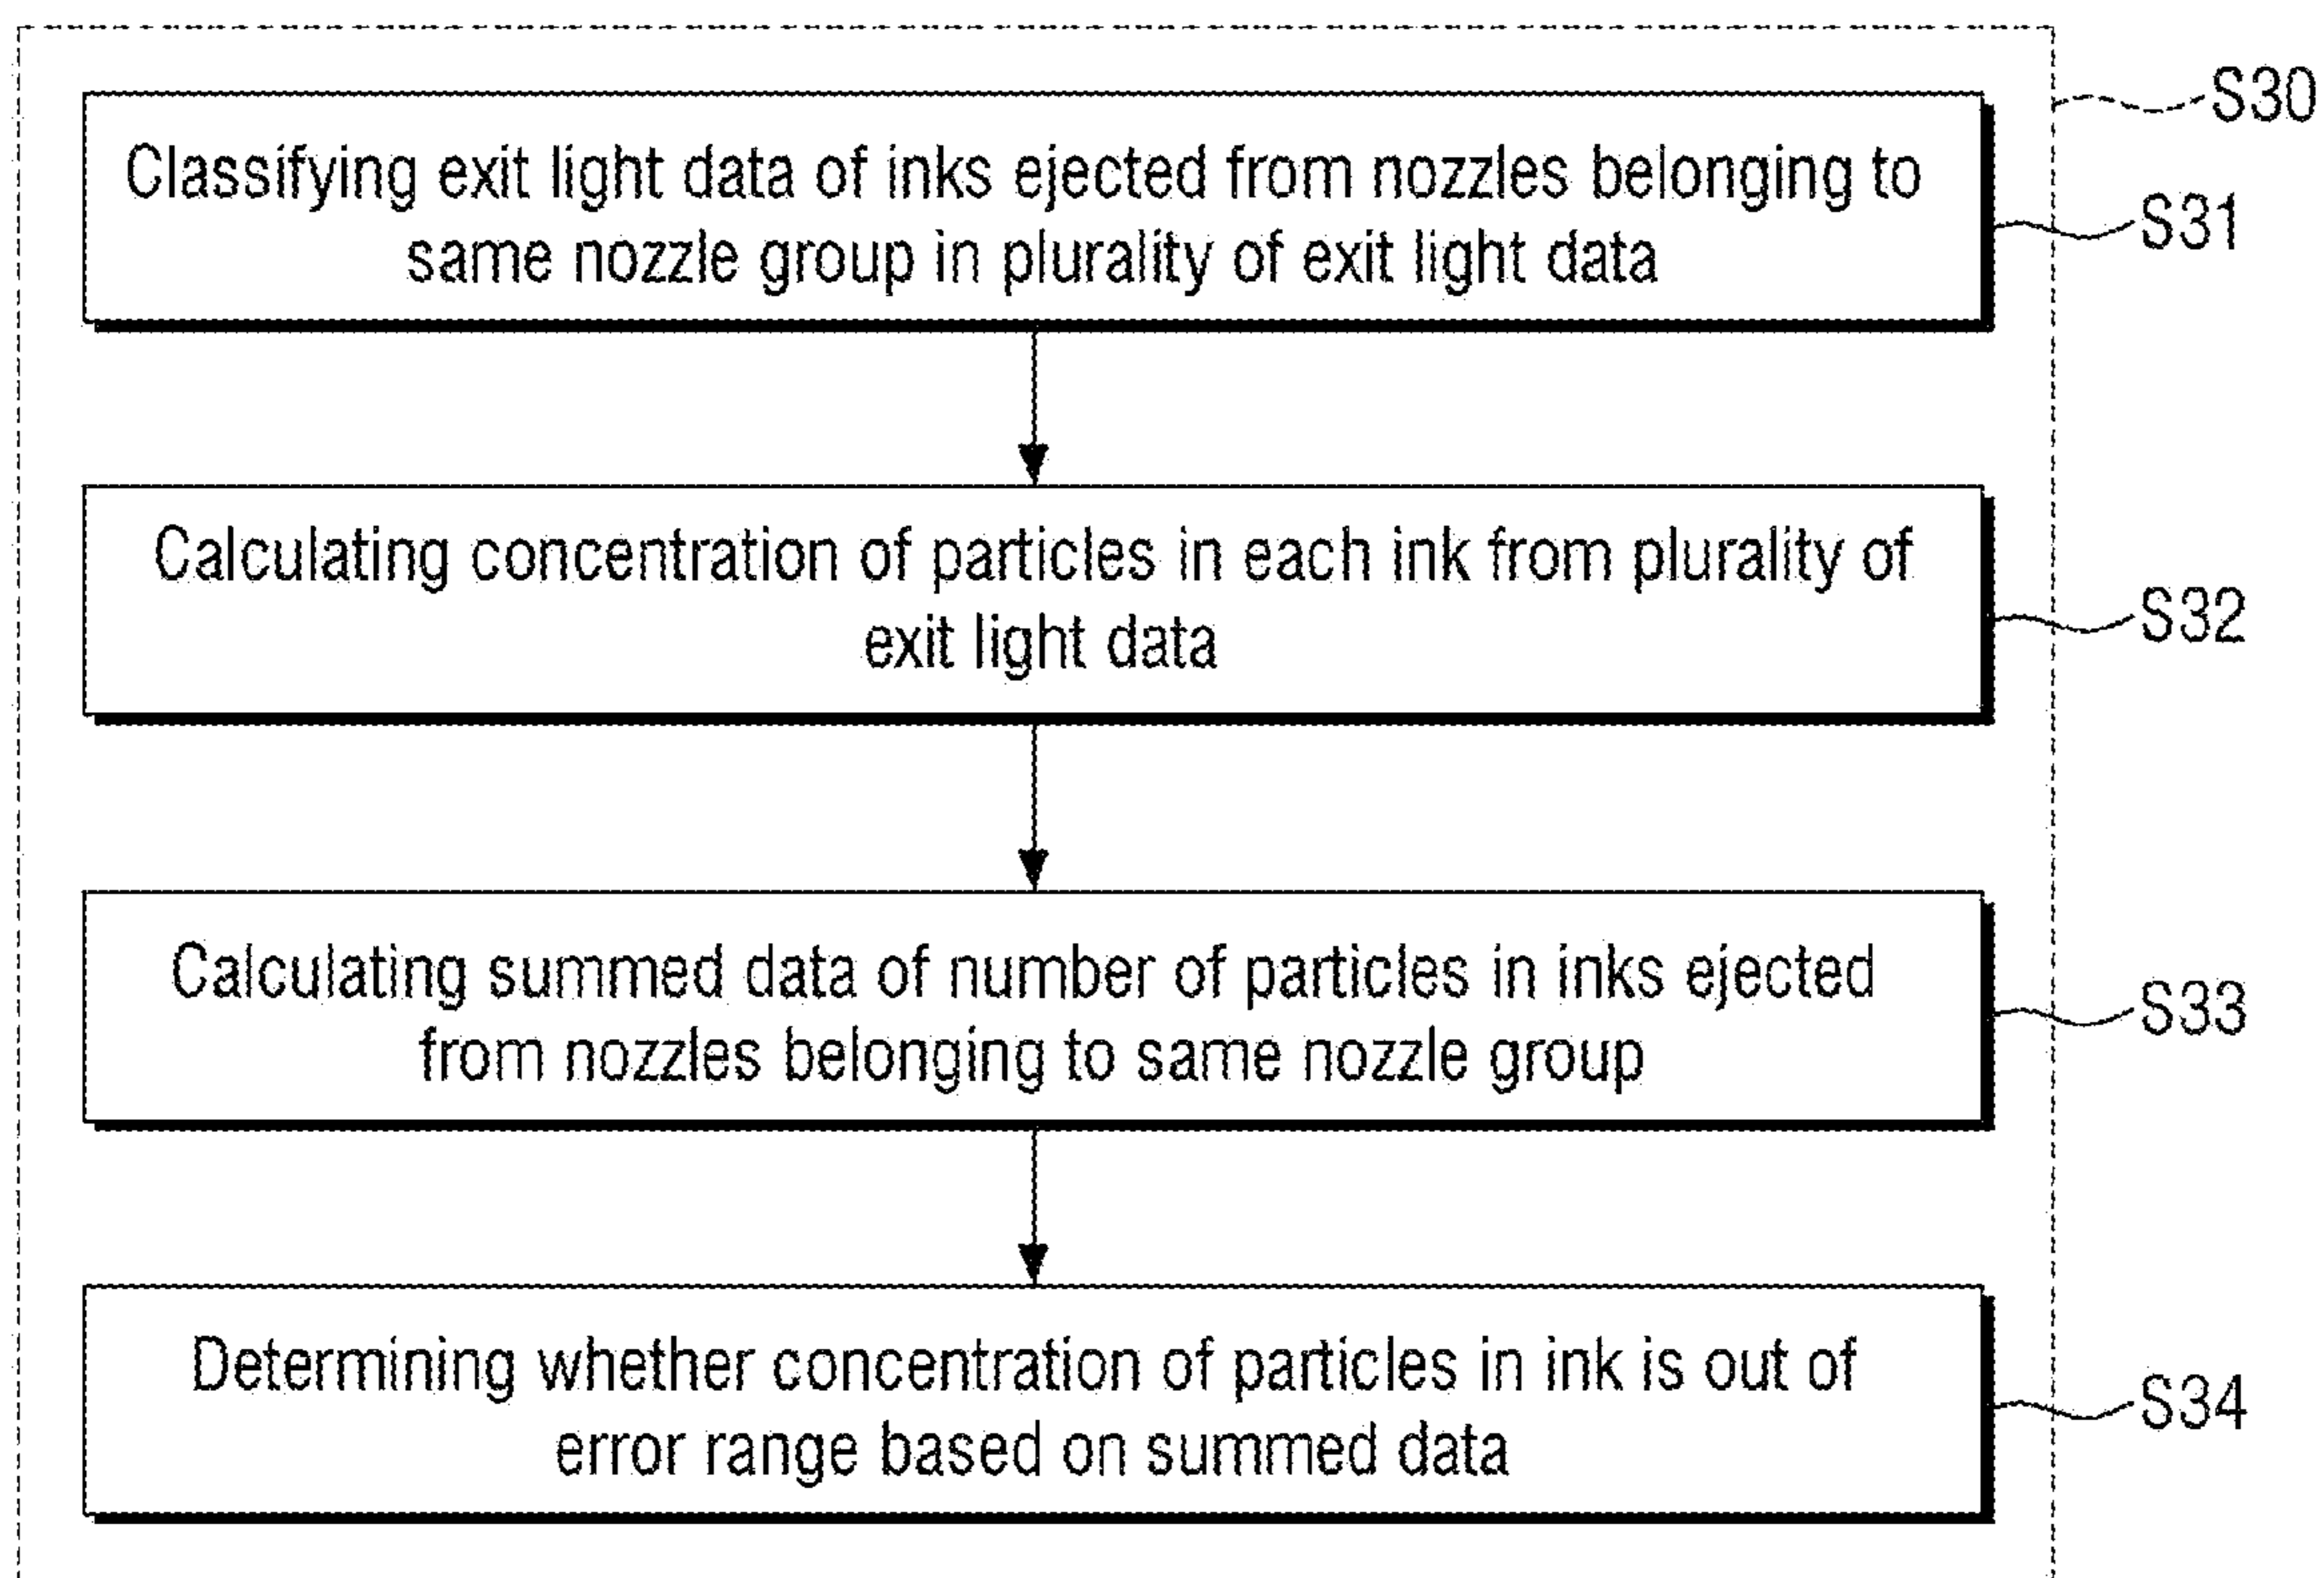 S30
Classifying exit light data of inks ejected from nozzles belonging to
same nozzle group in plurality of exit light data
S31
Calculating concentration of particles in each ink from plurality of
exit light data
S32
Calculating summed data of number of particles in inks ejected
from nozzles belonging to same nozzle group
S33
Determining whether concentration of particles in ink is out of
error range based on summed data
S34